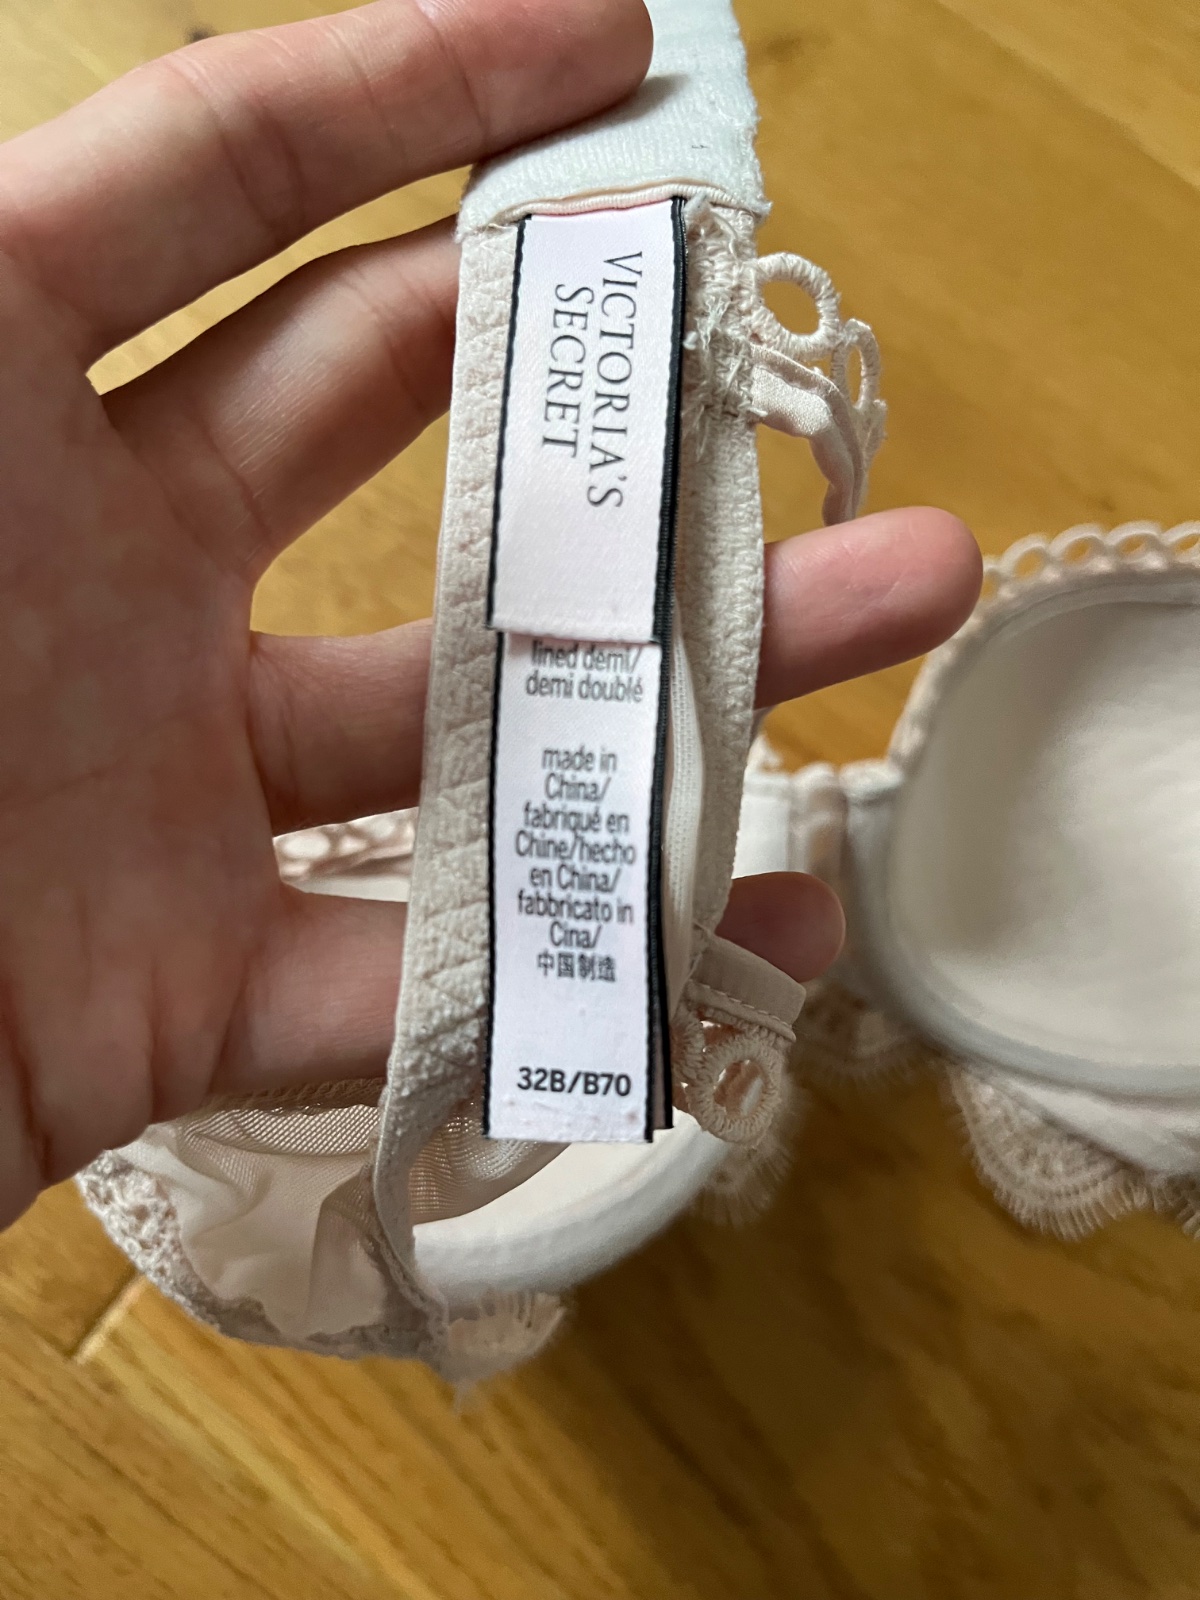 VICTORIA'S
SECRET
lined demi/
demi doublé
made in
China/
fabriqué en
Chine/hecho
en China/
fabbricato in
Cina/
中国制造
32B/B70